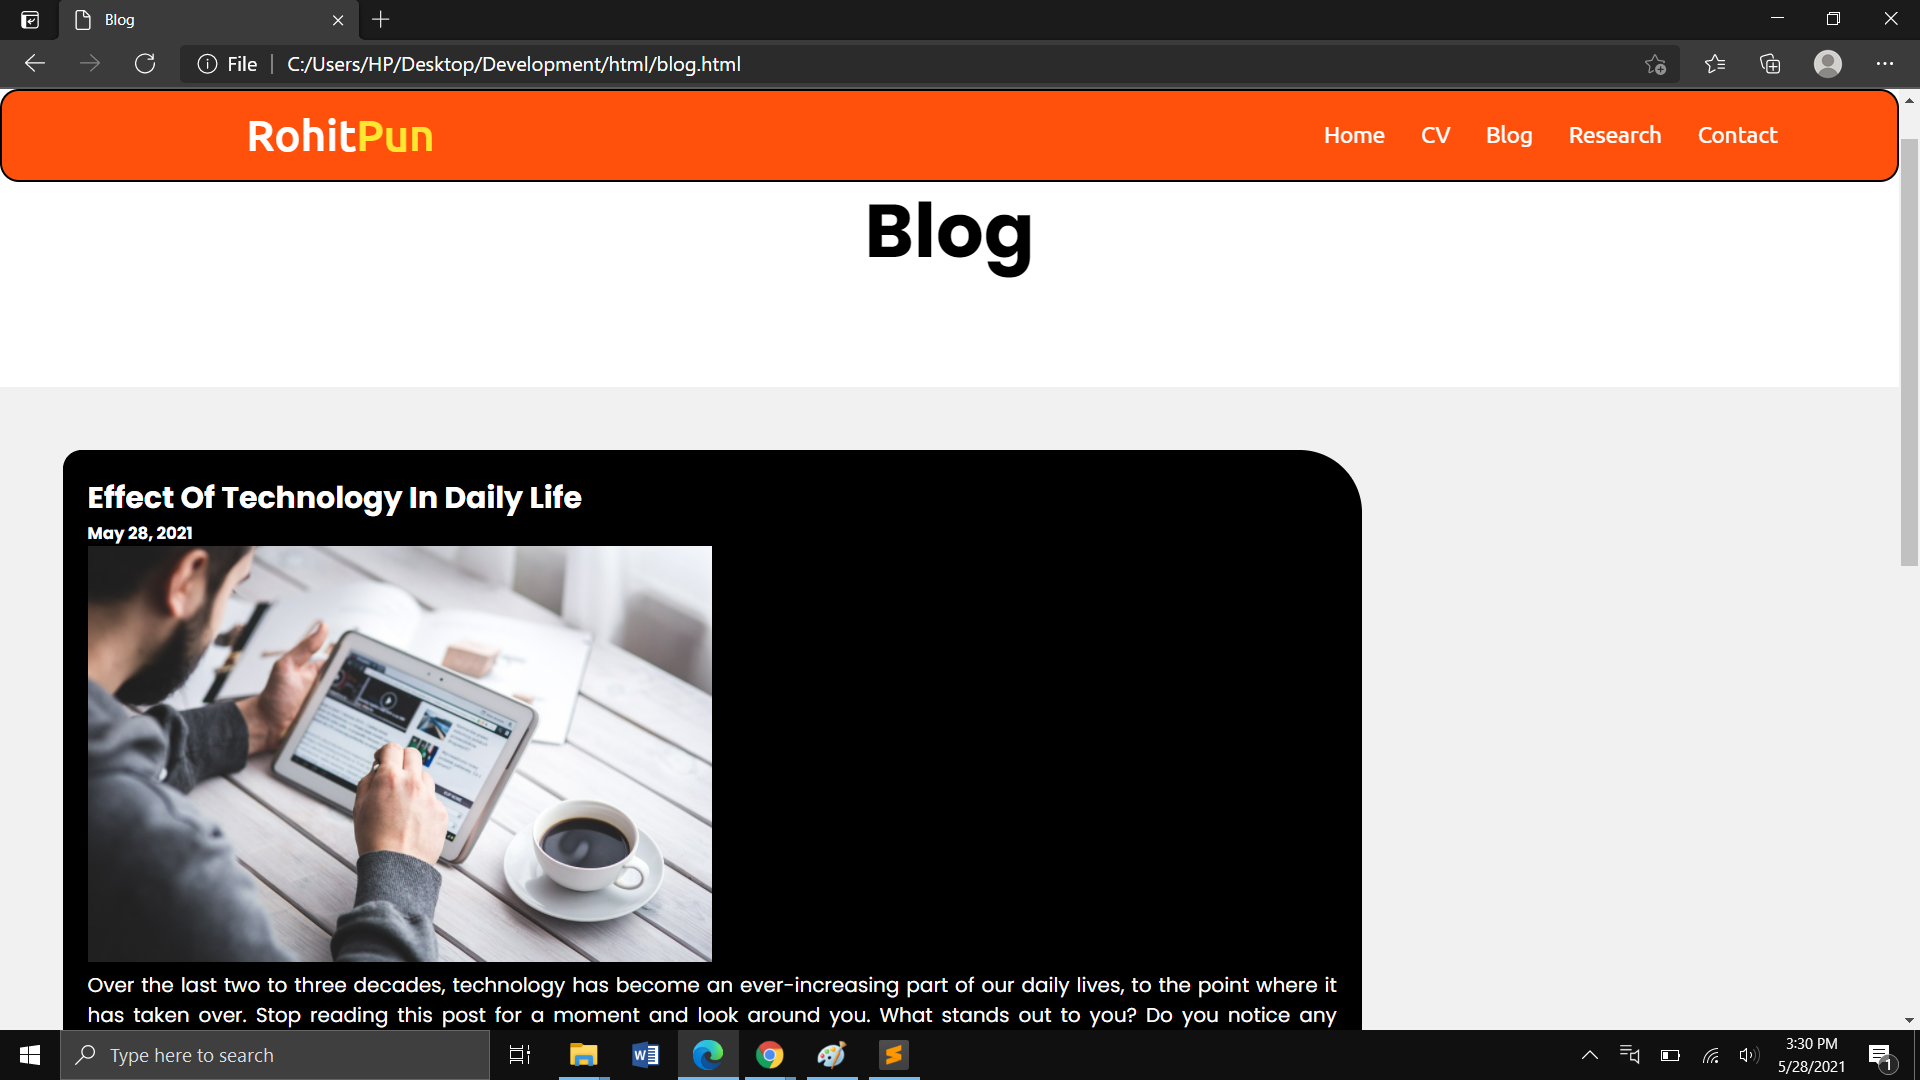 Blog
File
C:/Users/HP/Desktop/Development/html/blog.html
RohitPun
Home CV Blog Research Contact
Blog
Effect Of Technology In Daily Life
May 28, 2021
Over the last two to three decades, technology has become an ever-increasing part of our daily lives, to the point where it
has taken over. Stop reading this post for a moment and look around you. What stands out to you? Do you notice any
Type here to search
3:30 PM
5/28/2021
1